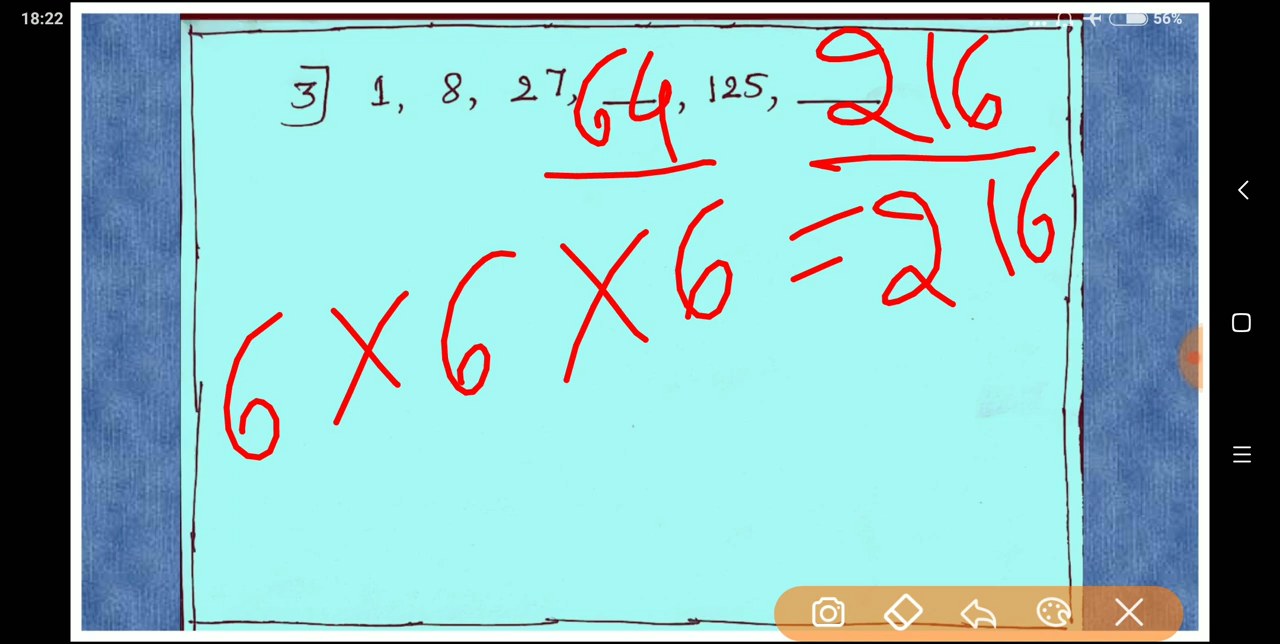 18:22
56%
3] 1, 8, 27, 64, 125, 216
6 X 6 X 6 = 216